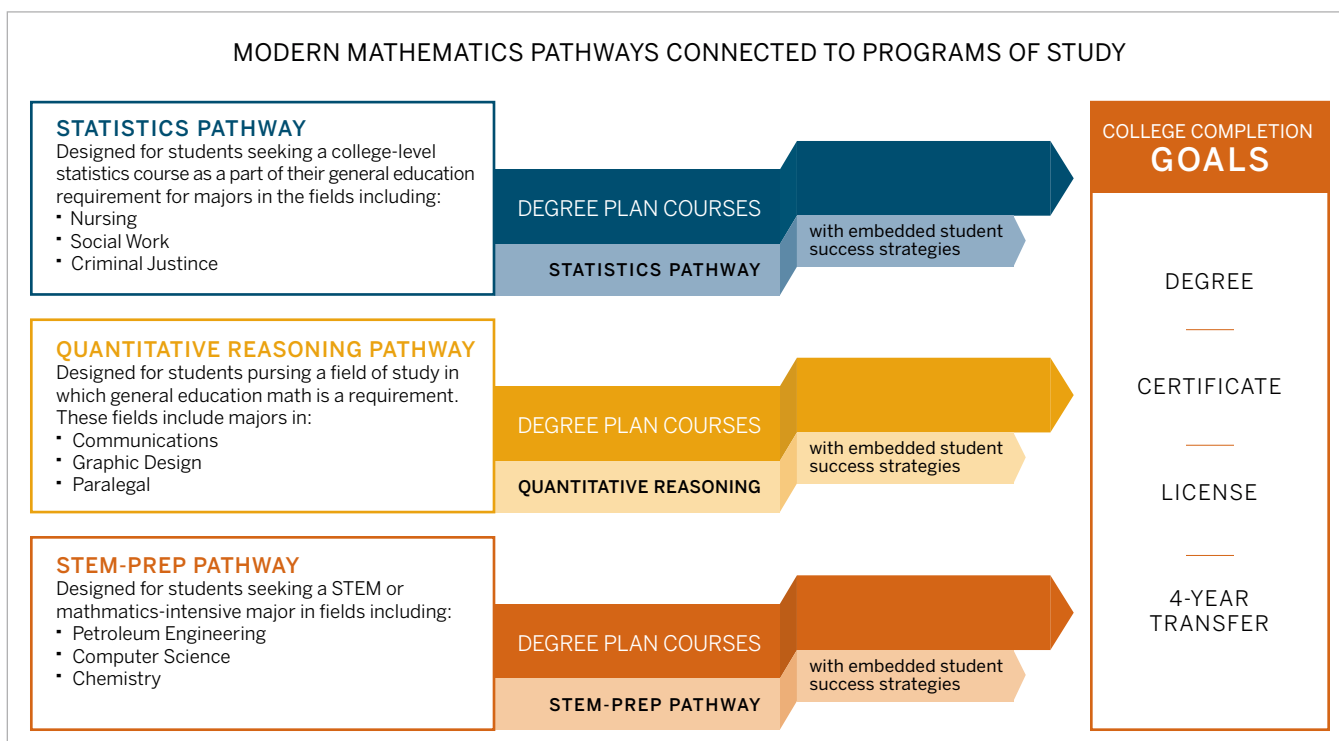 MODERN MATHEMATICS PATHWAYS CONNECTED TO PROGRAMS OF STUDY
STATISTICS PATHWAY
Designed for students seeking a college-level
statistics course as a part of their general education
requirement for majors in the fields including:
▪ Nursing
▪ Social Work
▪ Criminal Justince
DEGREE PLAN COURSES
STATISTICS PATHWAY
with embedded student
success strategies
QUANTITATIVE REASONING PATHWAY
Designed for students pursing a field of study in
which general education math is a requirement.
These fields include majors in:
▪ Communications
▪ Graphic Design
▪ Paralegal
DEGREE PLAN COURSES
QUANTITATIVE REASONING
with embedded student
success strategies
STEM-PREP PATHWAY
Designed for students seeking a STEM or
mathmatics-intensive major in fields including:
▪ Petroleum Engineering
▪ Computer Science
▪ Chemistry
DEGREE PLAN COURSES
STEM-PREP PATHWAY
with embedded student
success strategies
COLLEGE COMPLETION
GOALS
DEGREE
CERTIFICATE
LICENSE
4-YEAR
TRANSFER